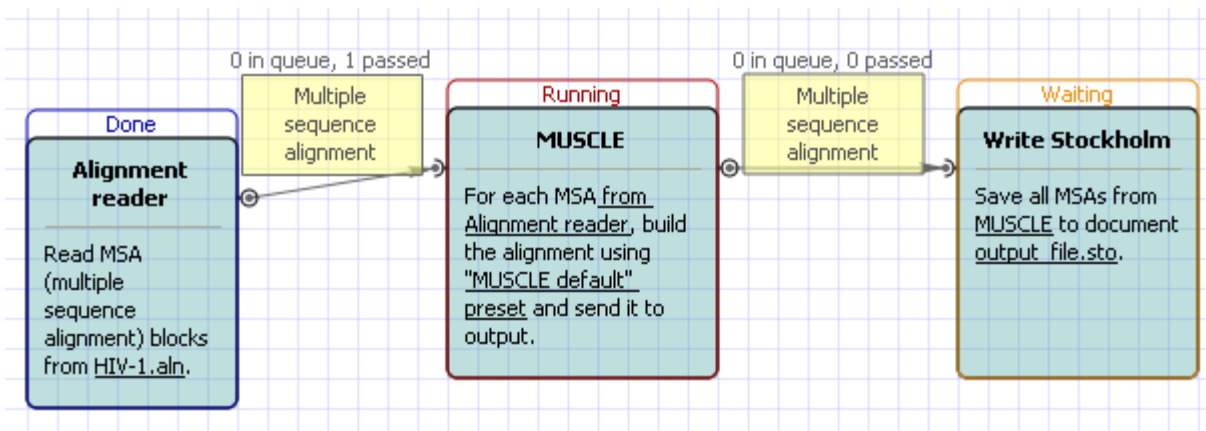 0 in queue, 1 passed
Multiple
sequence
alignment
Done
Alignment
reader
Read MSA
(multiple
sequence
alignment) blocks
from HIV-1.aln.
Running
MUSCLE
For each MSA from
Alignment reader, build
the alignment using
"MUSCLE default"
preset and send it to
output.
0 in queue, 0 passed
Multiple
sequence
alignment
Waiting
Write Stockholm
Save all MSAs from
MUSCLE to document
output_file.sto.